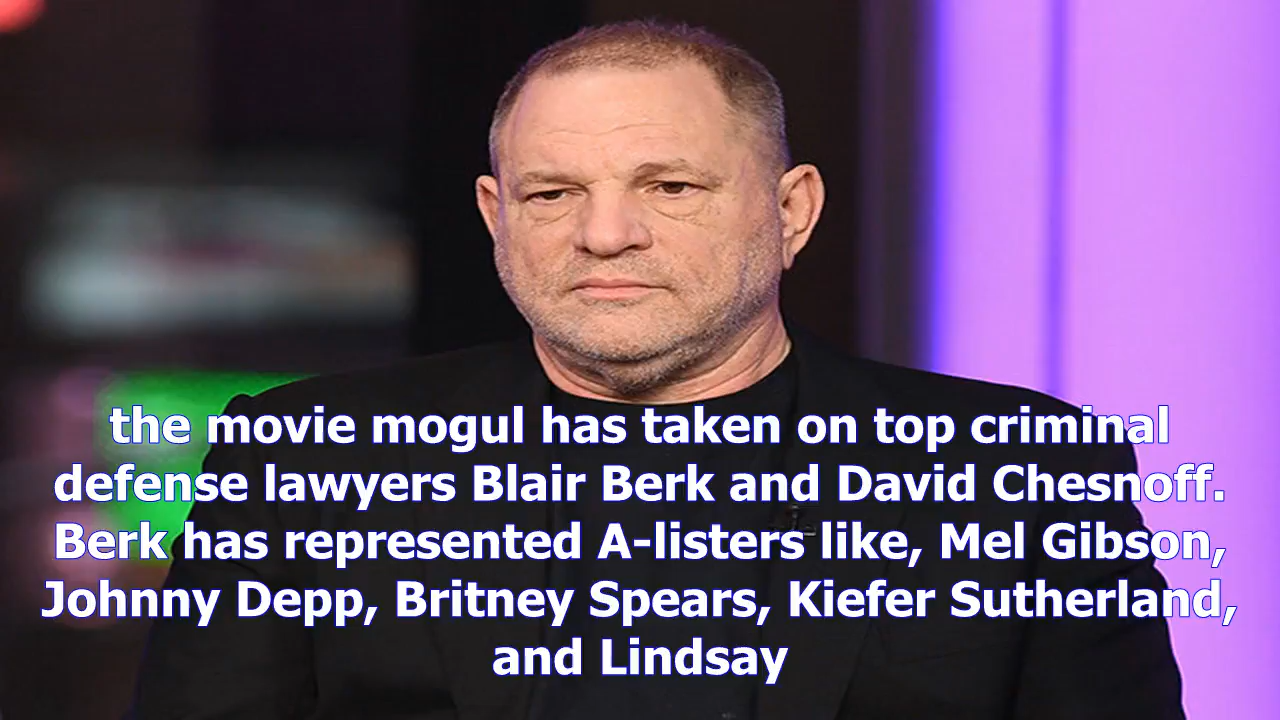 the movie mogul has taken on top criminal
defense lawyers Blair Berk and David Chesnoff.
Berk has represented A-listers like, Mel Gibson,
Johnny Depp, Britney Spears, Kiefer Sutherland,
and Lindsay